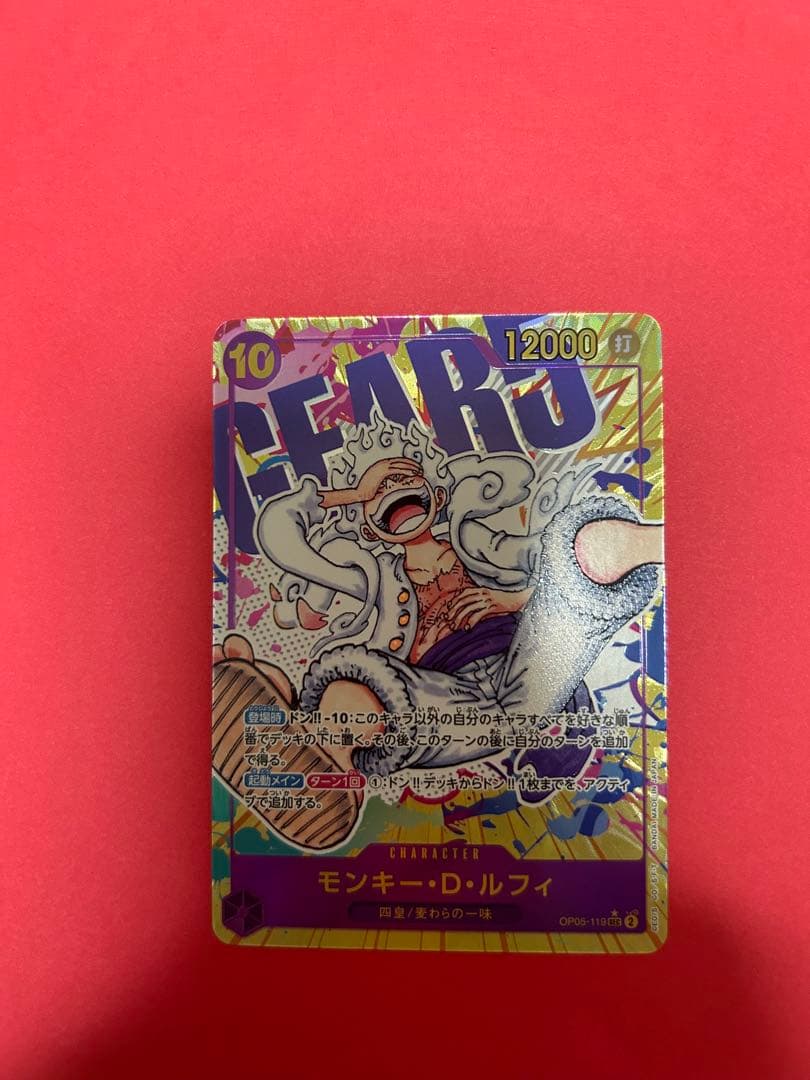 10
12000 打
GEAR5
登場時 ドン!!-10:このキャラ以外の自分のキャラすべてを好きな順
番でデッキの下に置く。その後、このターンの後に自分のターンを追加
で得る。
起動メイン ターン1回 ①:ドン!!デッキからドン!!1枚までを、アクティ
ブで追加する。
CHARACTER
モンキー・D・ルフィ
四皇/麦わらの一味
OP05-119 SEC ★ 2
BANDAI MADE IN JAPAN